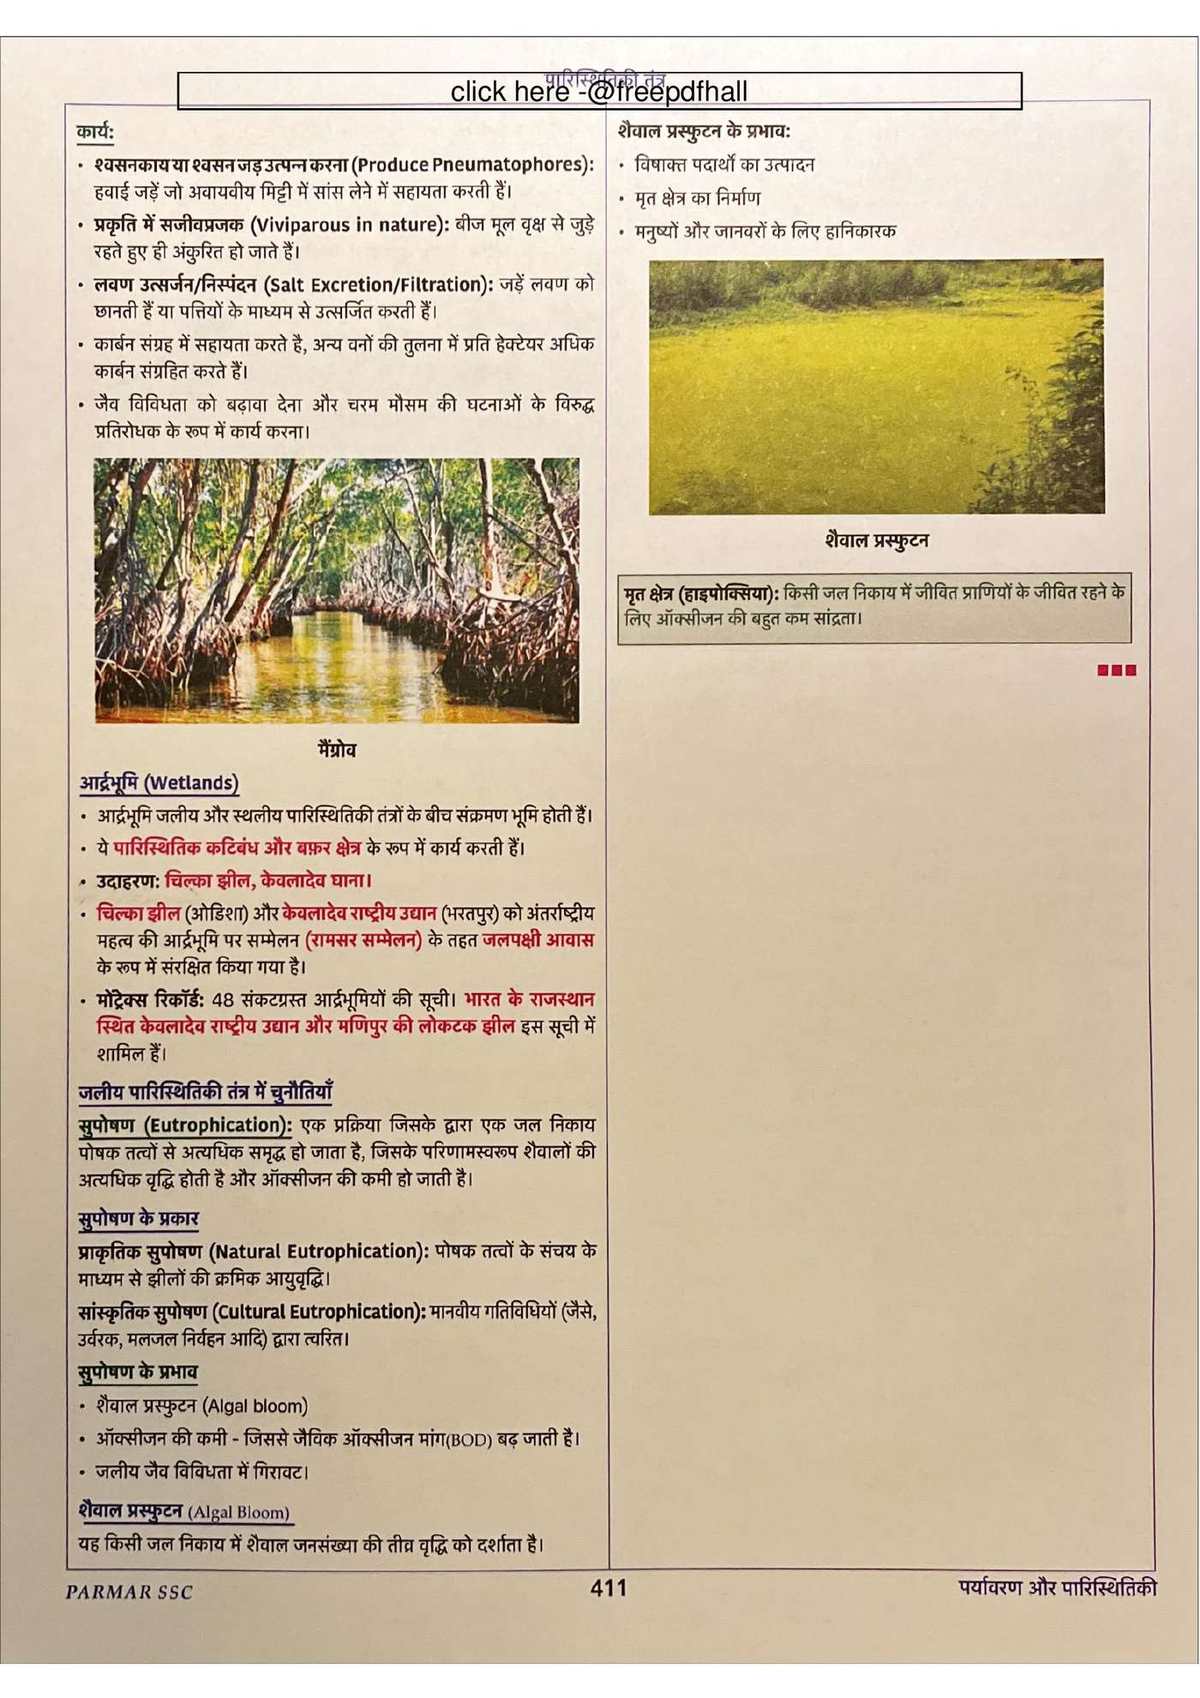 पारिस्थितिकी तंत्र
click here -@freepdfhall
कार्य:
• श्वसनकाय या श्वसन जड़ उत्पन्न करना (Produce Pneumatophores):
हवाई जड़ें जो अवायवीय मिट्टी में सांस लेने में सहायता करती हैं।
• प्रकृति में सजीवप्रजक (Viviparous in nature): बीज मूल वृक्ष से जुड़े
रहते हुए ही अंकुरित हो जाते हैं।
• लवण उत्सर्जन/निस्पंदन (Salt Excretion/Filtration): जड़ें लवण को
छानती हैं या पत्तियों के माध्यम से उत्सर्जित करती हैं।
• कार्बन संग्रह में सहायता करते है, अन्य वनों की तुलना में प्रति हेक्टेयर अधिक
कार्बन संग्रहित करते हैं।
• जैव विविधता को बढ़ावा देना और चरम मौसम की घटनाओं के विरुद्ध
प्रतिरोधक के रूप में कार्य करना।
मैंग्रोव
आर्द्रभूमि (Wetlands)
• आर्द्रभूमि जलीय और स्थलीय पारिस्थितिकी तंत्रों के बीच संक्रमण भूमि होती हैं।
• ये पारिस्थितिक कटिबंध और बफ़र क्षेत्र के रूप में कार्य करती हैं।
• उदाहरण: चिल्का झील, केवलादेव घाना।
• चिल्का झील (ओडिशा) और केवलादेव राष्ट्रीय उद्यान (भरतपुर) को अंतर्राष्ट्रीय
महत्व की आर्द्रभूमि पर सम्मेलन (रामसर सम्मेलन) के तहत जलपक्षी आवास
के रूप में संरक्षित किया गया है।
• मोंट्रेक्स रिकॉर्ड: 48 संकटग्रस्त आर्द्रभूमियों की सूची। भारत के राजस्थान
स्थित केवलादेव राष्ट्रीय उद्यान और मणिपुर की लोकटक झील इस सूची में
शामिल हैं।
जलीय पारिस्थितिकी तंत्र में चुनौतियाँ
सुपोषण (Eutrophication): एक प्रक्रिया जिसके द्वारा एक जल निकाय
पोषक तत्वों से अत्यधिक समृद्ध हो जाता है, जिसके परिणामस्वरूप शैवालों की
अत्यधिक वृद्धि होती है और ऑक्सीजन की कमी हो जाती है।
सुपोषण के प्रकार
प्राकृतिक सुपोषण (Natural Eutrophication): पोषक तत्वों के संचय के
माध्यम से झीलों की क्रमिक आयुवृद्धि।
सांस्कृतिक सुपोषण (Cultural Eutrophication): मानवीय गतिविधियों (जैसे,
उर्वरक, मलजल निर्वहन आदि) द्वारा त्वरित।
सुपोषण के प्रभाव
• शैवाल प्रस्फुटन (Algal bloom)
• ऑक्सीजन की कमी - जिससे जैविक ऑक्सीजन मांग(BOD) बढ़ जाती है।
• जलीय जैव विविधता में गिरावट।
शैवाल प्रस्फुटन (Algal Bloom)
यह किसी जल निकाय में शैवाल जनसंख्या की तीव्र वृद्धि को दर्शाता है।
शैवाल प्रस्फुटन के प्रभाव:
• विषाक्त पदार्थो का उत्पादन
• मृत क्षेत्र का निर्माण
• मनुष्यों और जानवरों के लिए हानिकारक
शैवाल प्रस्फुटन
मृत क्षेत्र (हाइपोक्सिया): किसी जल निकाय में जीवित प्राणियों के जीवित रहने के
लिए ऑक्सीजन की बहुत कम सांद्रता।
PARMAR SSC
411
पर्यावरण और पारिस्थितिकी